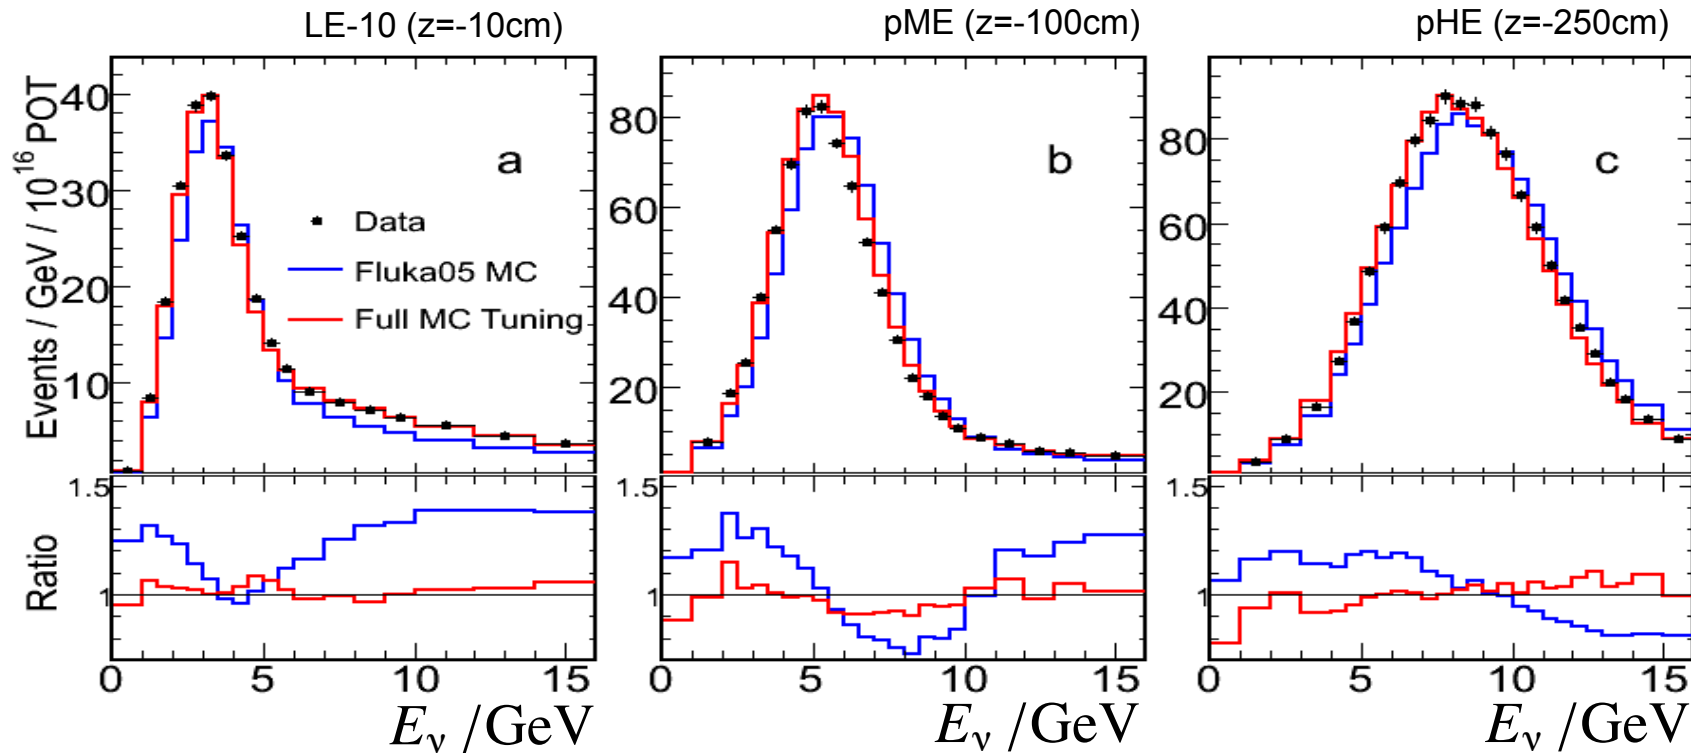 LE-10 (z=-10cm)
pME (z=-100cm)
pHE (z=-250cm)
Events / GeV / 10^16 POT
40
30
20
10
a
Data
Fluka05 MC
Full MC Tuning
80
60
40
20
b
80
60
40
20
c
Ratio
1.5
1
1.5
1
1.5
1
0 5 10 15
0 5 10 15
0 5 10 15
Eν /GeV
Eν /GeV
Eν /GeV